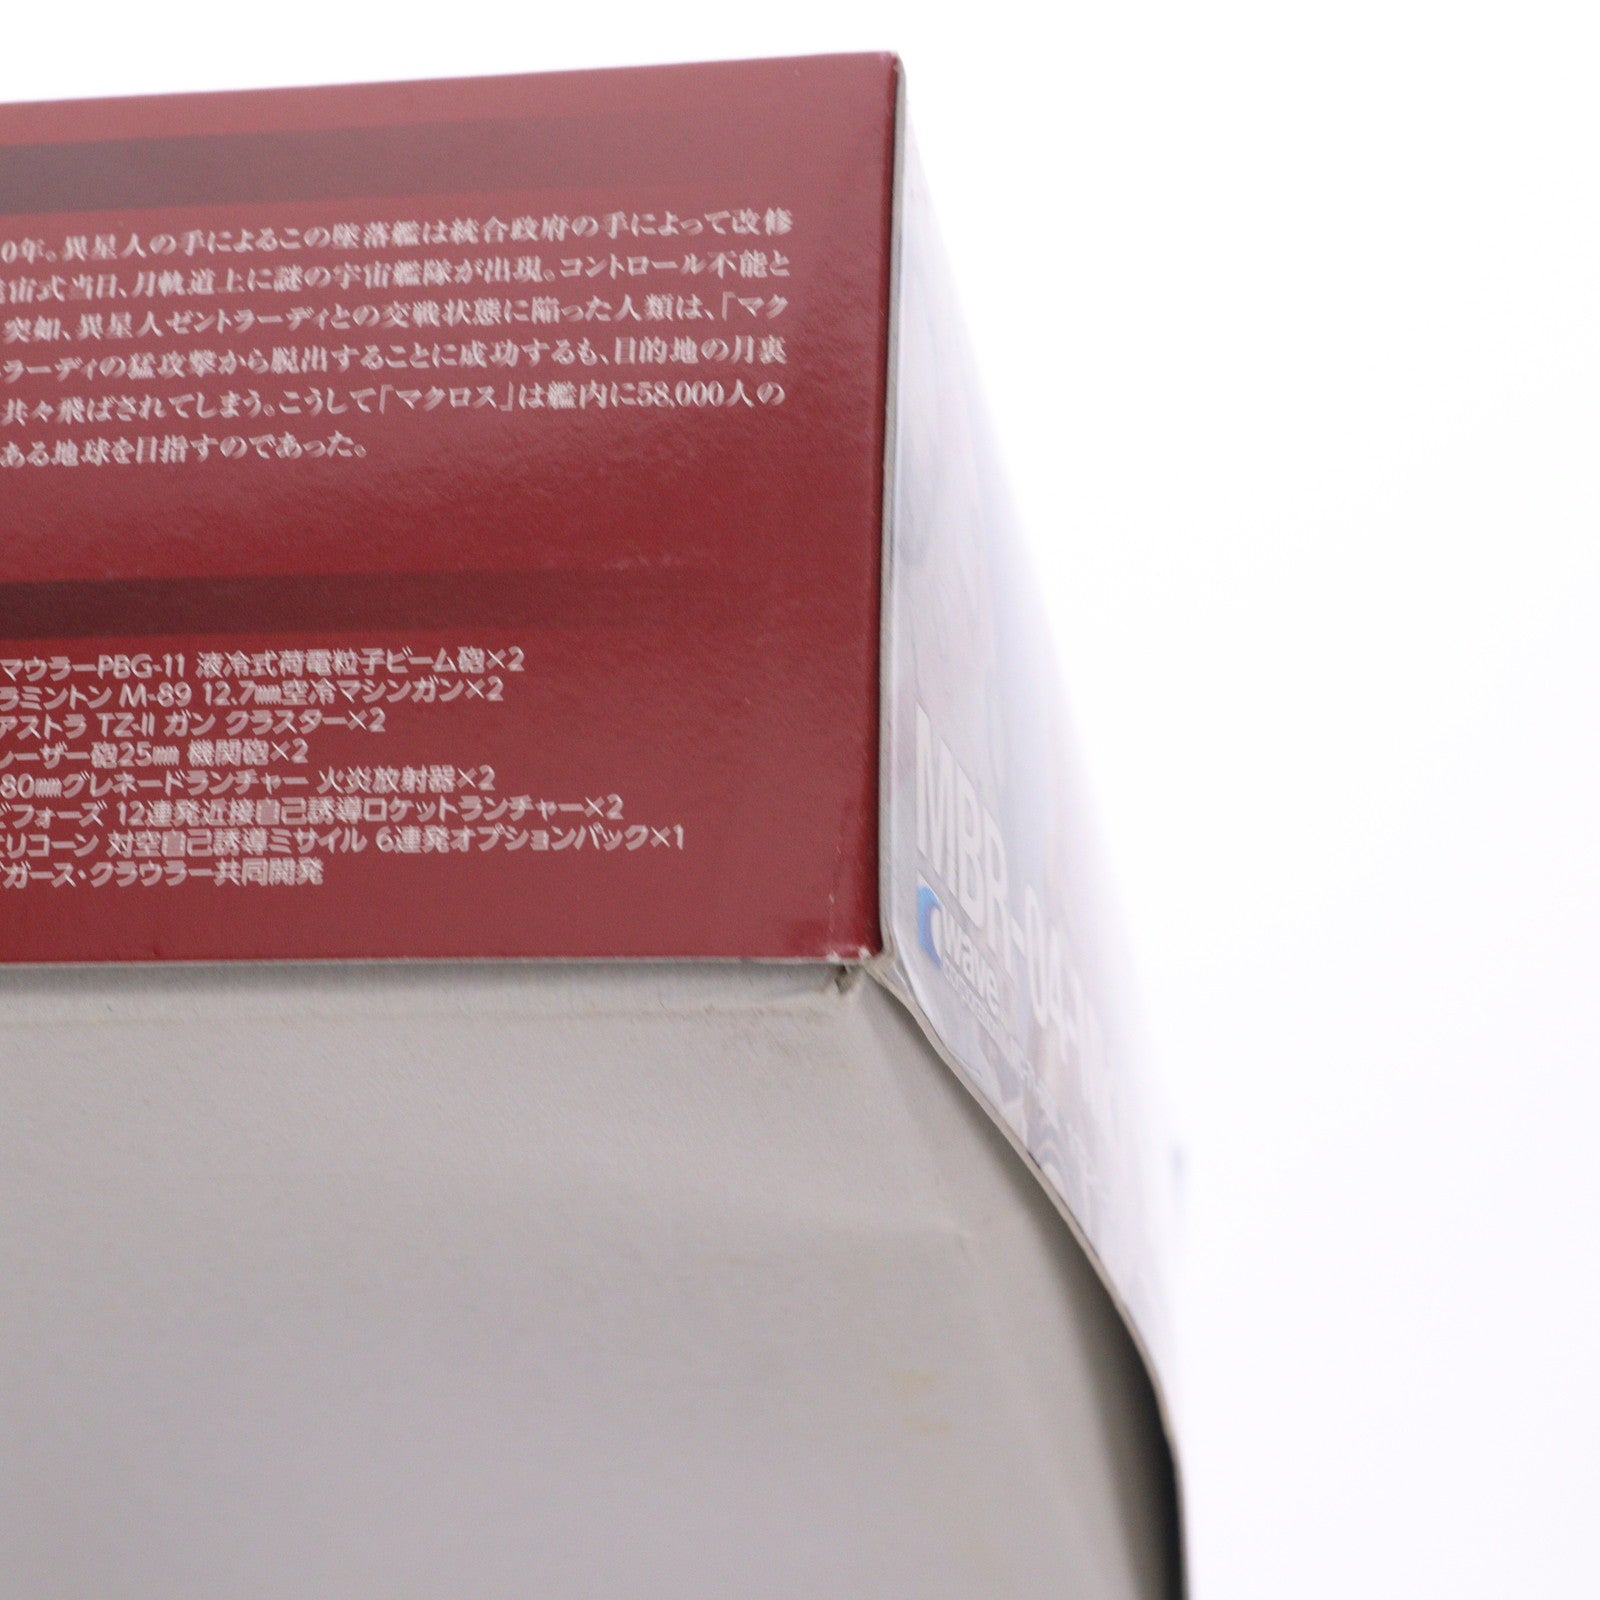 0年。異星人の手によるこの墜落艦は統合政府の手によって改修
宙式当日、月軌道上に謎の宇宙艦隊が出現。コントロール不能と
突如、異星人ゼントラーディとの交戦状態に陥った人類は、「マク
ラーディの猛攻撃から脱出することに成功するも、目的地の月裏
共々飛ばされてしまう。こうして「マクロス」は艦内に58,000人の
ある地球を目指すのであった。
マウラーPBG-11 液冷式荷電粒子ビーム砲×2
ラミントン M-89 12.7㎜空冷マシンガン×2
アストラ TZ-II ガン クラスター×2
レーザー砲25㎜ 機関砲×2
80㎜グレネードランチャー 火炎放射器×2
ビフォーズ 12連発近接自己誘導ロケットランチャー×2
エリコーン 対空自己誘導ミサイル 6連発オプションパック×1
ガース・クラウラー共同開発
MBR-04-
wave